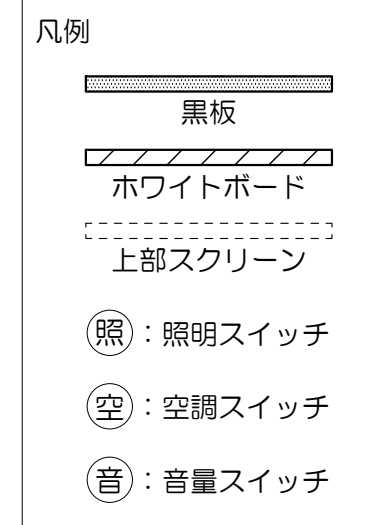 凡例
黒板
ホワイトボード
上部スクリーン
照：照明スイッチ
空：空調スイッチ
音：音量スイッチ